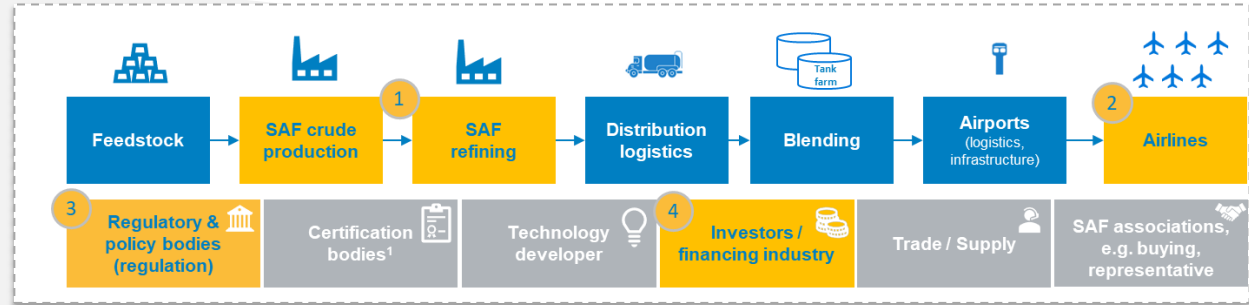 Tank
farm
1
2
Feedstock
SAF crude
production
SAF
refining
Distribution
logistics
Blending
Airports
(logistics,
infrastructure)
Airlines
3
4
Regulatory &
policy bodies
(regulation)
Certification
bodies¹
Technology
developer
Investors /
financing industry
Trade / Supply
SAF associations,
e.g. buying,
representative